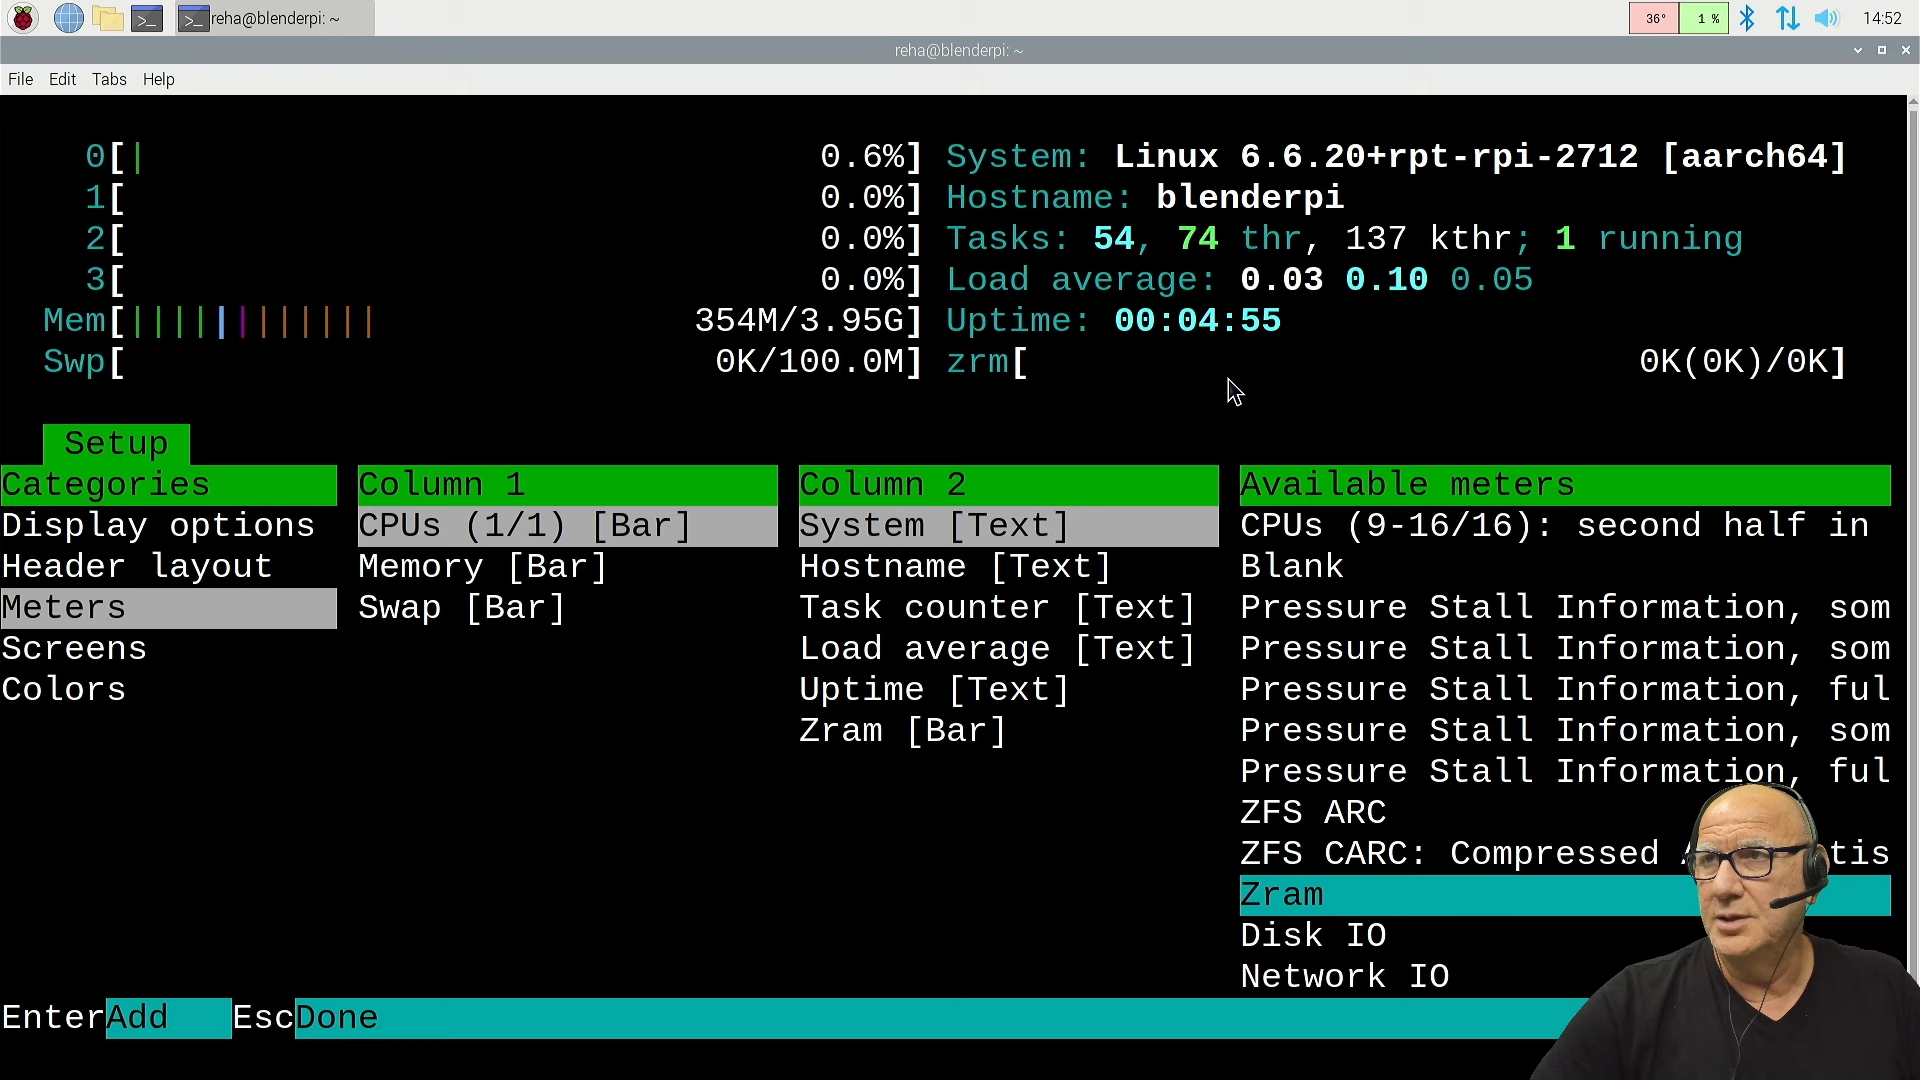 reha@blenderpi: ~
36°
1 %
14:52
reha@blenderpi: ~
File Edit Tabs Help
0[| 0.6%]
1[ 0.0%]
2[ 0.0%]
3[ 0.0%]
Mem[|||||||||||| 354M/3.95G]
Swp[ 0K/100.0M]
System: Linux 6.6.20+rpt-rpi-2712 [aarch64]
Hostname: blenderpi
Tasks: 54, 74 thr, 137 kthr; 1 running
Load average: 0.03 0.10 0.05
Uptime: 00:04:55
zrm[ 0K(0K)/0K]
Setup
Categories
Display options
Header layout
Meters
Screens
Colors
Column 1
CPUs (1/1) [Bar]
Memory [Bar]
Swap [Bar]
Column 2
System [Text]
Hostname [Text]
Task counter [Text]
Load average [Text]
Uptime [Text]
Zram [Bar]
Available meters
CPUs (9-16/16): second half in
Blank
Pressure Stall Information, som
Pressure Stall Information, som
Pressure Stall Information, ful
Pressure Stall Information, som
Pressure Stall Information, ful
ZFS ARC
ZFS CARC: Compressed
Zram
Disk IO
Network IO
EnterAdd EscDone